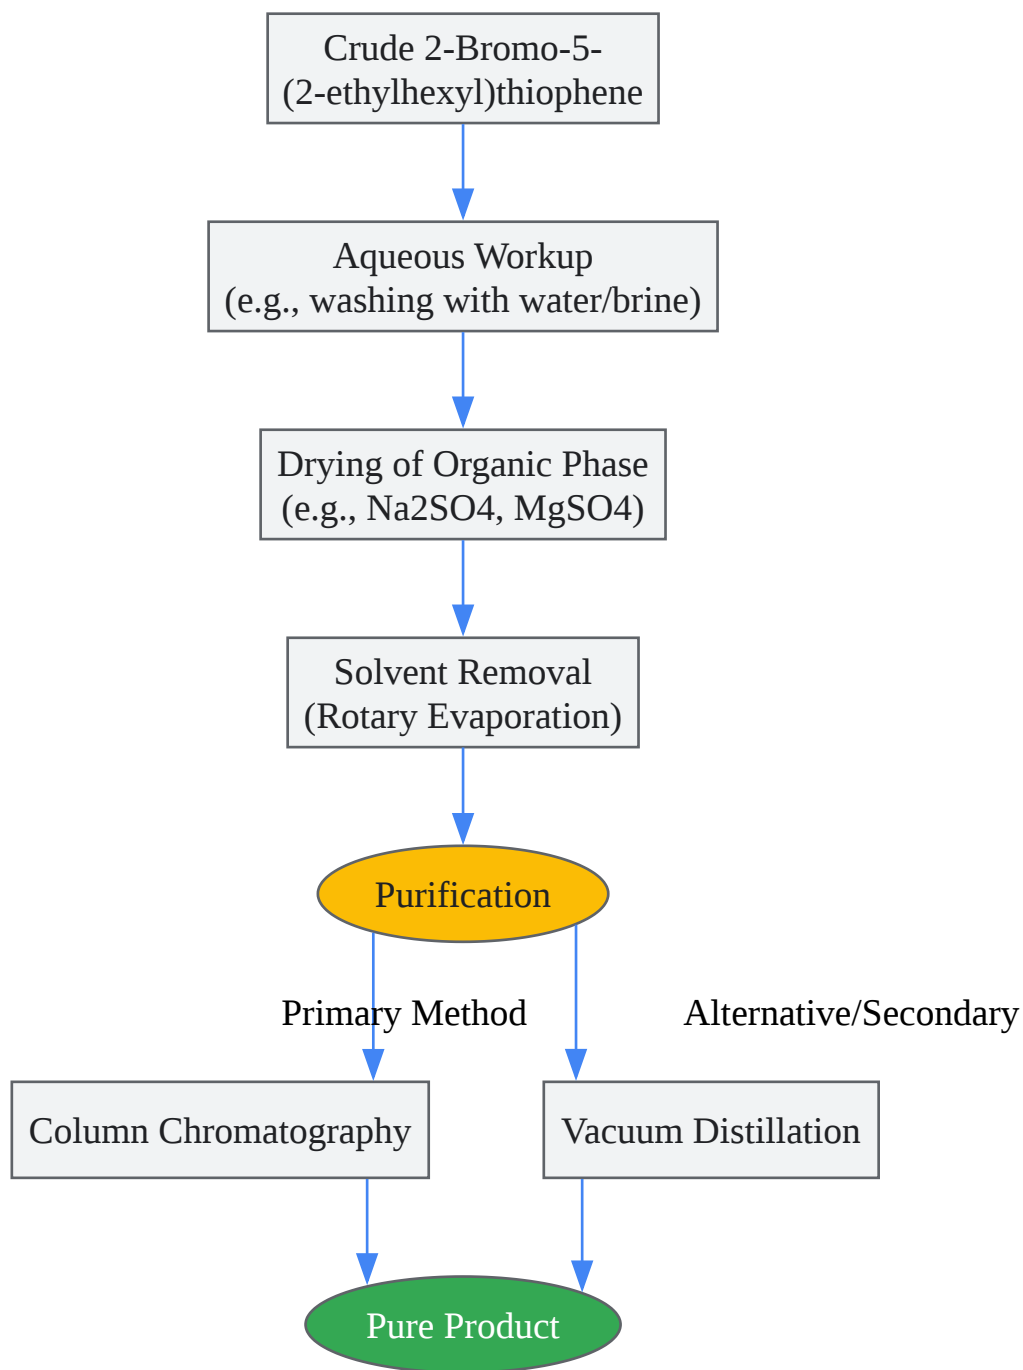 Crude 2-Bromo-5-
(2-ethylhexyl)thiophene
Aqueous Workup
(e.g., washing with water/brine)
Drying of Organic Phase
(e.g., Na2SO4, MgSO4)
Solvent Removal
(Rotary Evaporation)
Purification
Primary Method
Alternative/Secondary
Column Chromatography
Vacuum Distillation
Pure Product